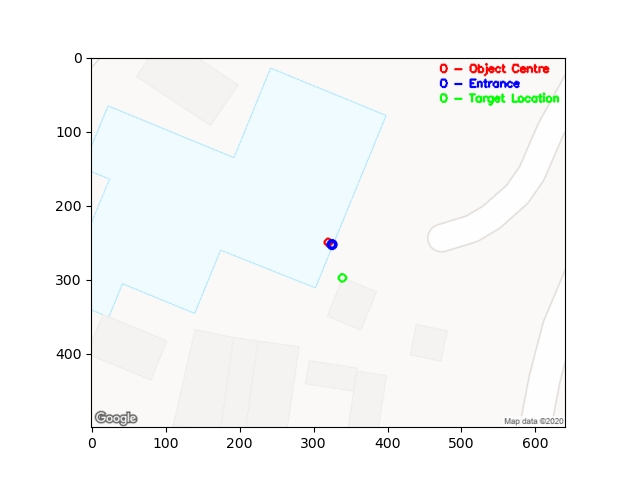 O - Object Centre
O - Entrance
O - Target Location
0
100
200
300
400
Google
Map data ©2020
0 100 200 300 400 500 600